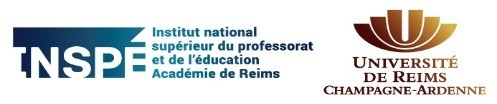 INSPÉ
Institut national
supérieur du professorat
et de l'éducation
Académie de Reims
UNIVERSITÉ
DE REIMS
CHAMPAGNE-ARDENNE